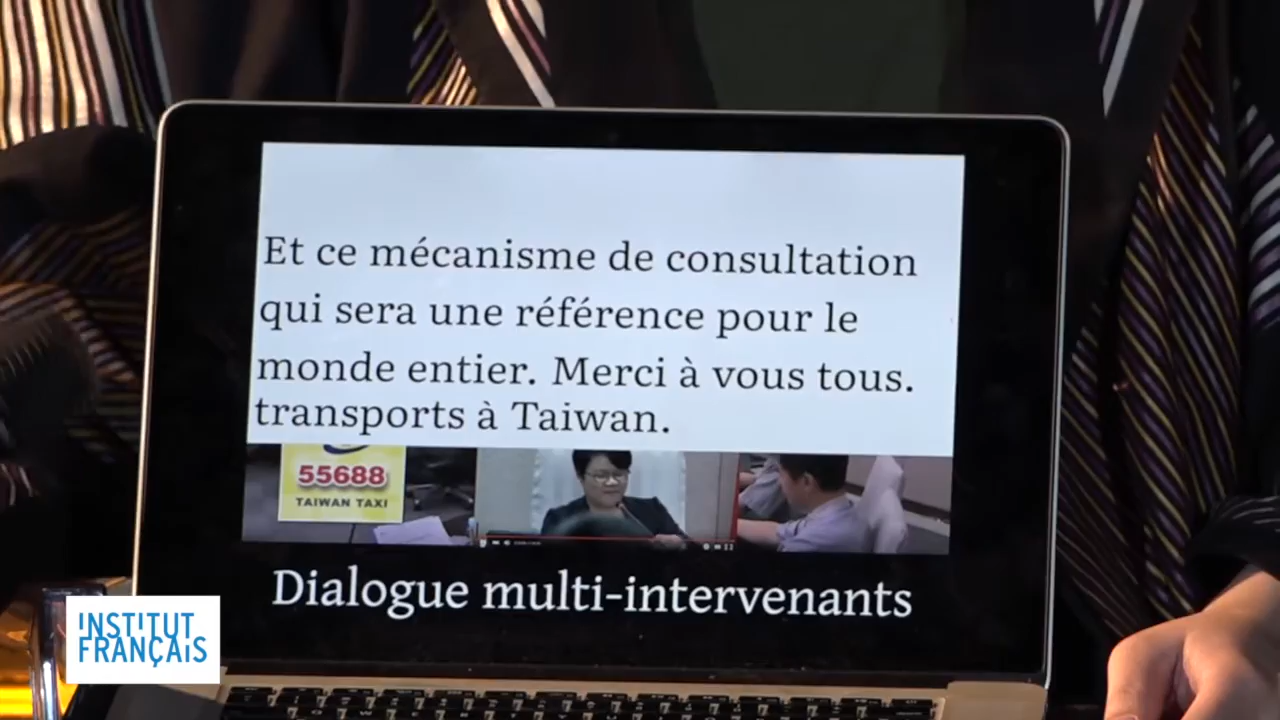 Et ce mécanisme de consultation
qui sera une référence pour le
monde entier. Merci à vous tous.
transports à Taiwan.
55688
TAIWAN TAXI
Dialogue multi-intervenants
INSTITUT
FRANÇAIS